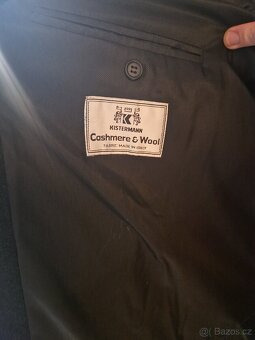 K
KISTERMANN
Cashmere & Wool
FABRIC MADE IN ITALY
© Bazos.cz